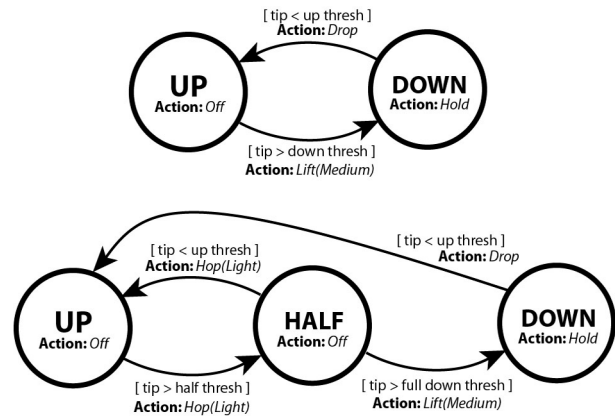 [ tip < up thresh ]
Action: Drop
UP
Action: Off
DOWN
Action: Hold
[ tip > down thresh ]
Action: Lift(Medium)
[ tip < up thresh ]
Action: Hop(Light)
[ tip < up thresh ]
Action: Drop
UP
Action: Off
HALF
Action: Off
DOWN
Action: Hold
[ tip > half thresh ]
Action: Hop(Light)
[ tip > full down thresh ]
Action: Lift(Medium)